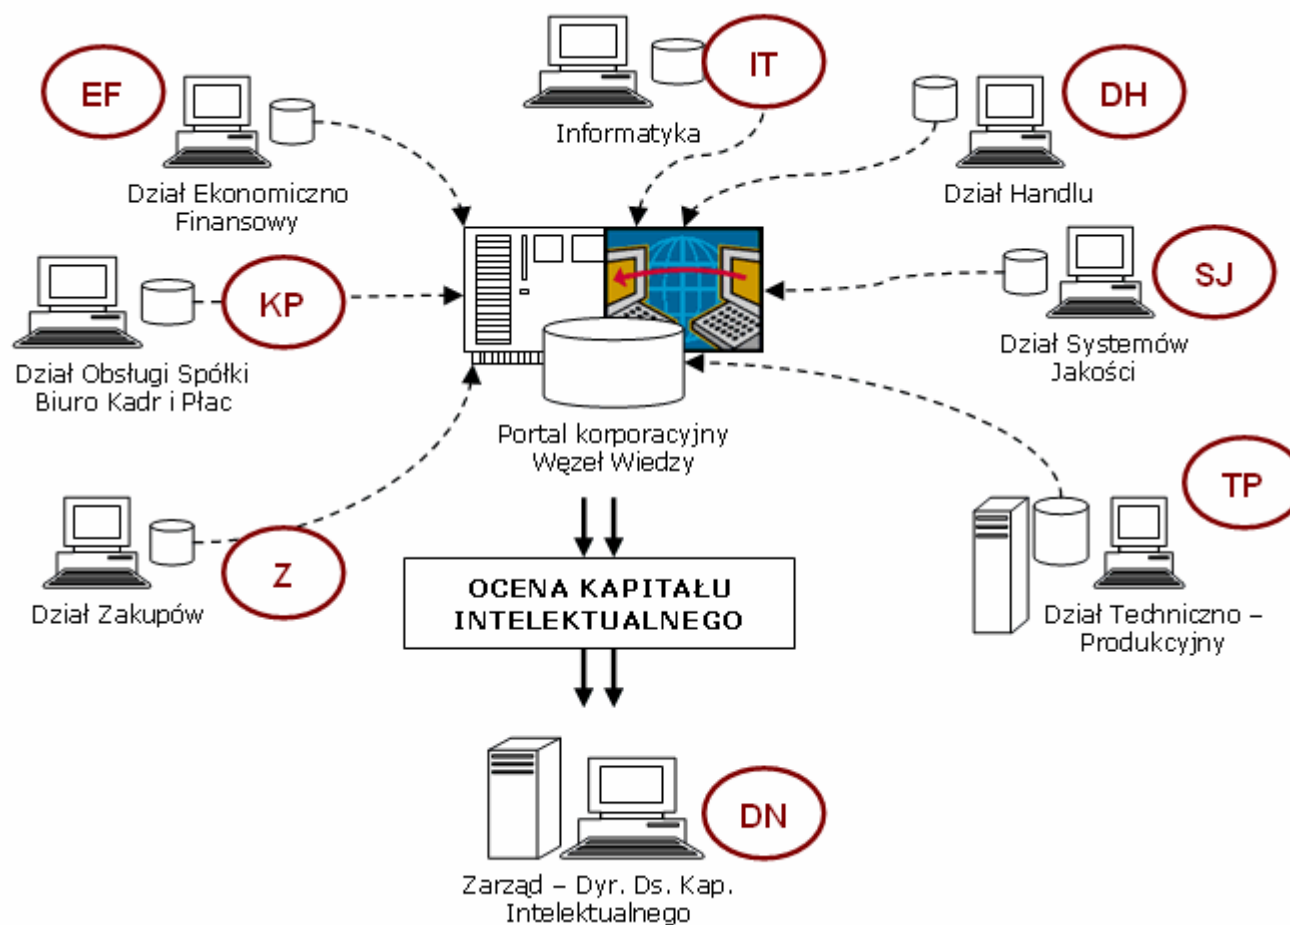 EF
IT
DH
Informatyka
Dział Ekonomiczno
Finansowy
Dział Handlu
KP
SJ
Dział Obsługi Spółki
Biuro Kadr i Płac
Dział Systemów
Jakości
Portal korporacyjny
Węzeł Wiedzy
TP
Z
Dział Zakupów
OCENA KAPITAŁU
INTELEKTUALNEGO
Dział Techniczno –
Produkcyjny
DN
Zarząd – Dyr. Ds. Kap.
Intelektualnego